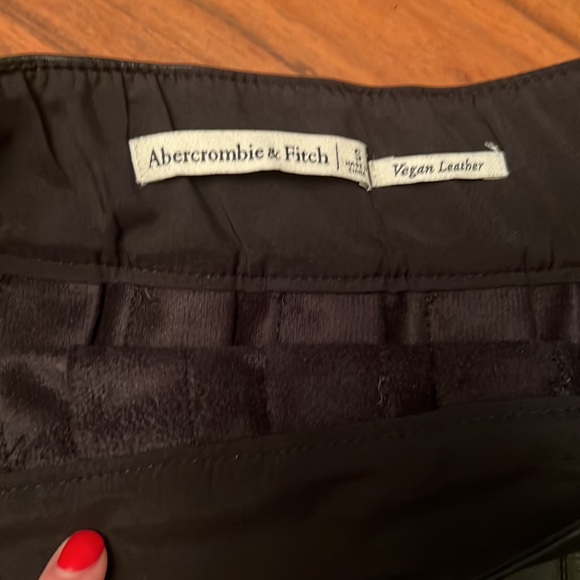 Abercrombie & Fitch
S
Vegan Leather